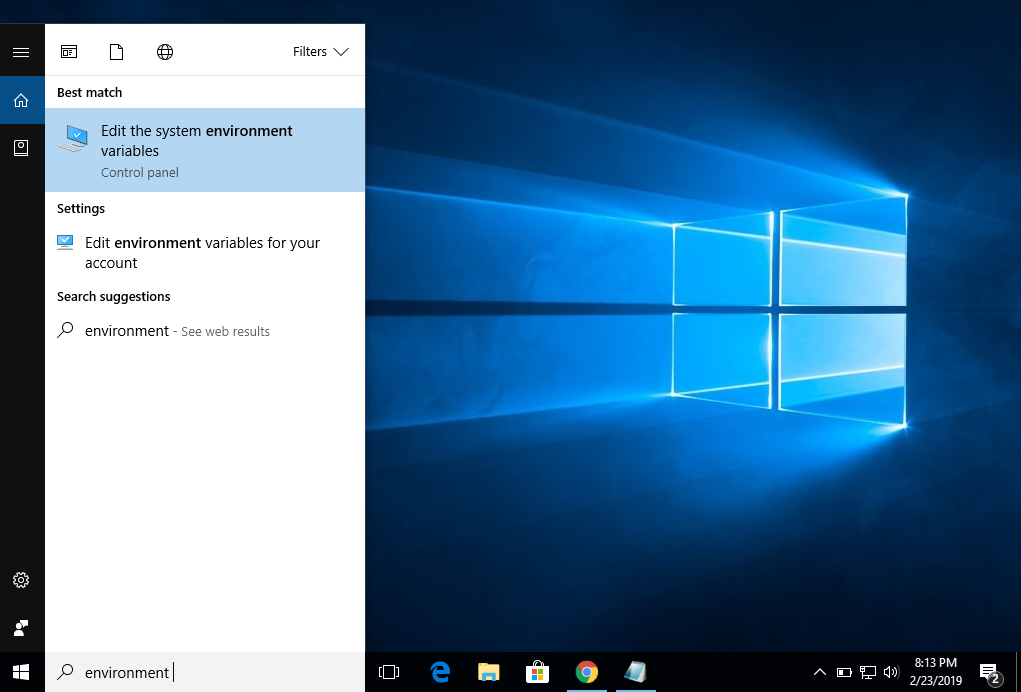 Filters
Best match
Edit the system environment
variables
Control panel
Settings
Edit environment variables for your
account
Search suggestions
environment - See web results
environment
8:13 PM
2/23/2019
2